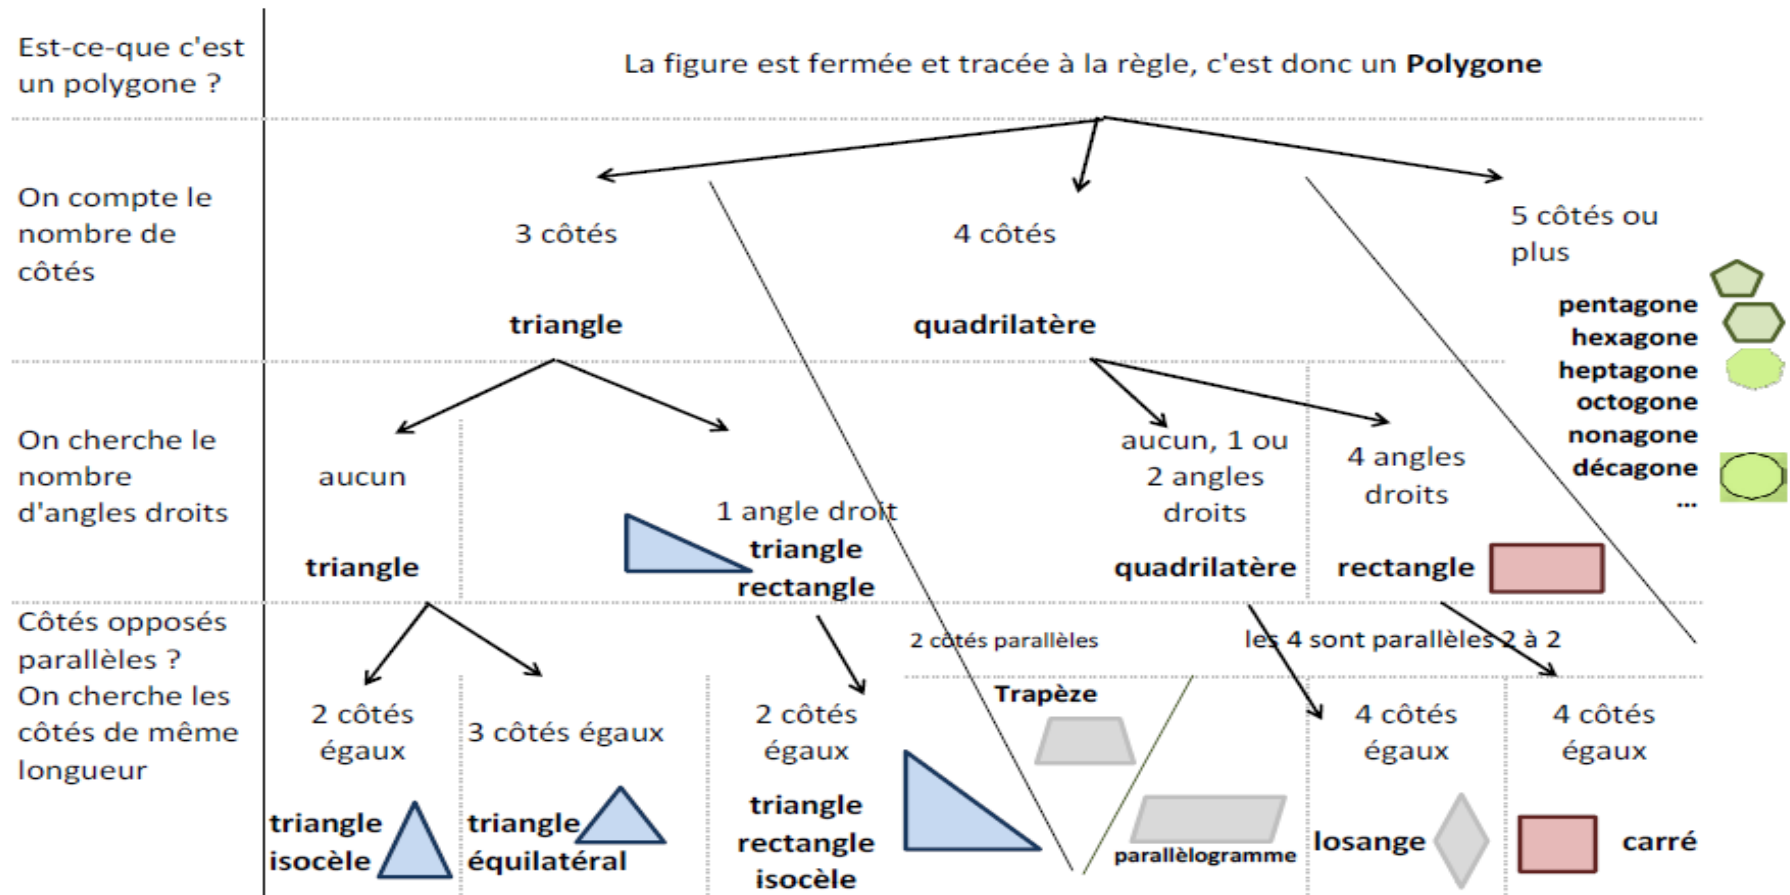 Est-ce-que c'est
un polygone ?
La figure est fermée et tracée à la règle, c'est donc un Polygone
On compte le
nombre de
côtés
3 côtés
triangle
4 côtés
quadrilatère
5 côtés ou
plus
pentagone
hexagone
heptagone
octogone
nonagone
décagone
...
On cherche le
nombre
d'angles droits
aucun
triangle
1 angle droit
triangle
rectangle
aucun, 1 ou
2 angles
droits
quadrilatère
4 angles
droits
rectangle
Côtés opposés
parallèles ?
On cherche les
côtés de même
longueur
2 côtés parallèles
les 4 sont parallèles 2 à 2
2 côtés
égaux
triangle
isocèle
3 côtés égaux
triangle
équilatéral
2 côtés
égaux
triangle
rectangle
isocèle
Trapèze
parallèlogramme
4 côtés
égaux
losange
4 côtés
égaux
carré